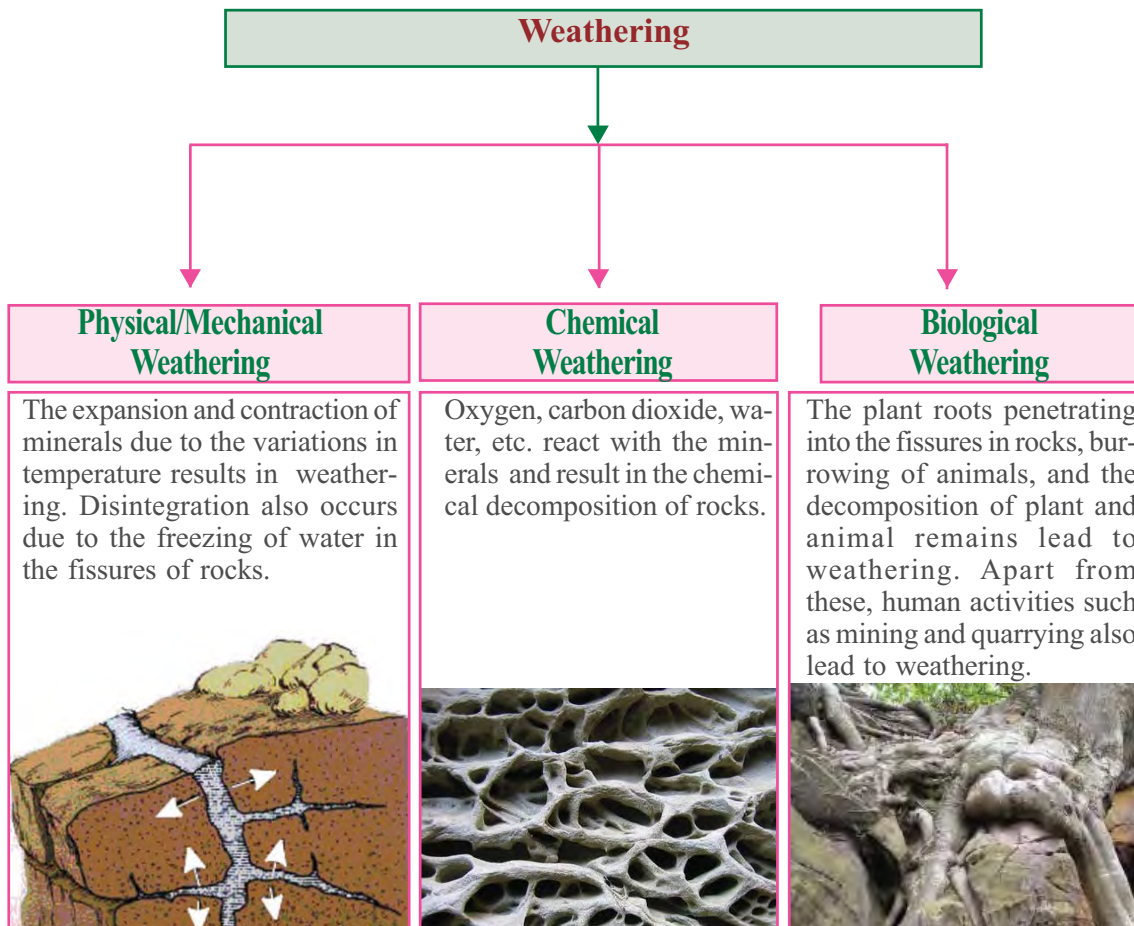 Weathering
Physical/Mechanical
Weathering
The expansion and contraction of
minerals due to the variations in
temperature results in weather-
ing. Disintegration also occurs
due to the freezing of water in
the fissures of rocks.
Chemical
Weathering
Oxygen, carbon dioxide, wa-
ter, etc. react with the min-
erals and result in the chemi-
cal decomposition of rocks.
Biological
Weathering
The plant roots penetrating
into the fissures in rocks, bur-
rowing of animals, and the
decomposition of plant and
animal remains lead to
weathering. Apart from
these, human activities such
as mining and quarrying also
lead to weathering.